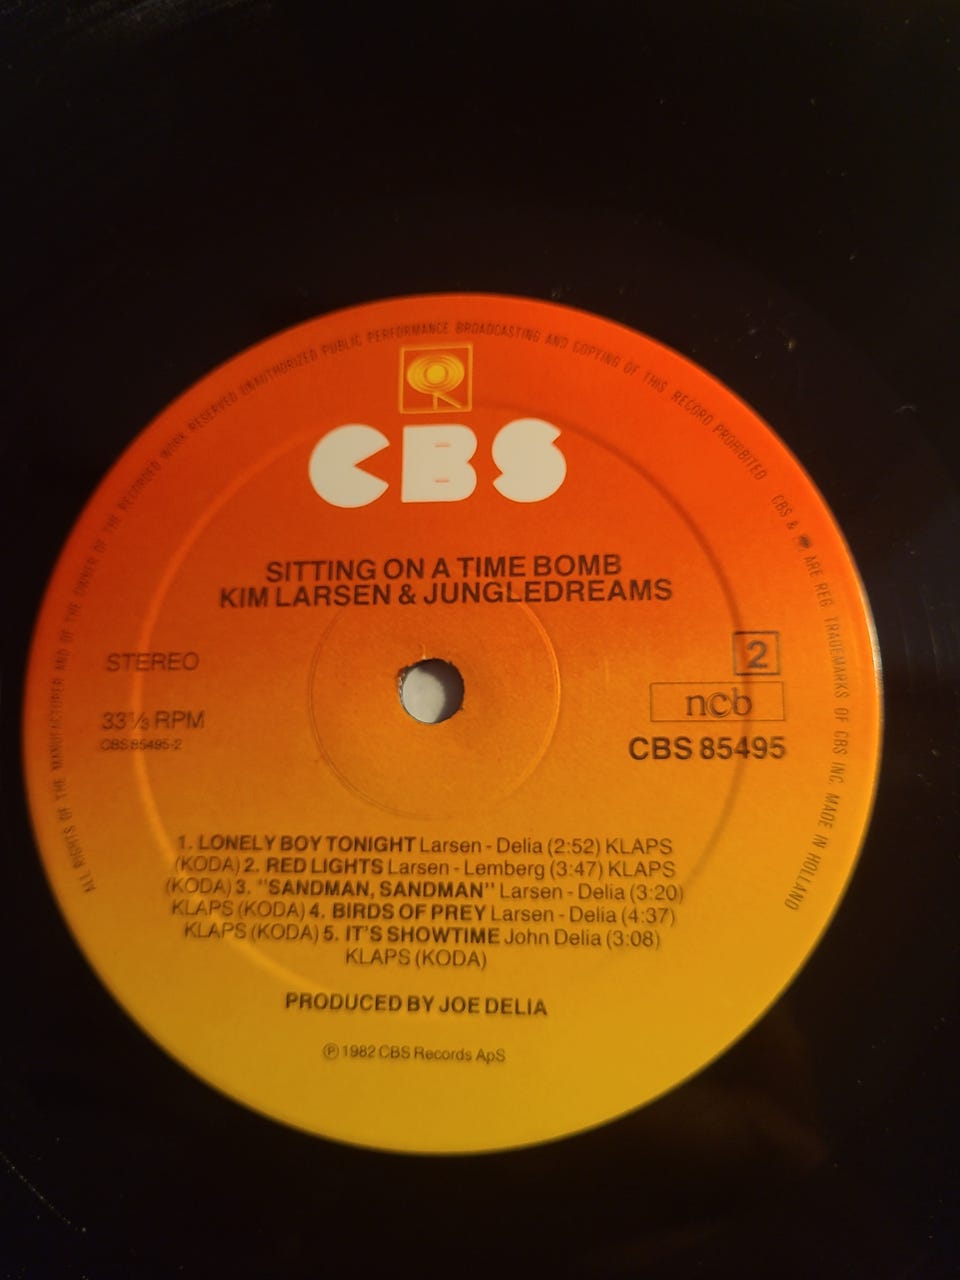 ALL RIGHTS OF THE MANUFACTURER AND OF THE OWNER OF THE RECORDED WORK RESERVED UNAUTHORIZED PUBLIC PERFORMANCE BROADCASTING AND COPYING OF THIS RECORD PROHIBITED CBS & ARE REG. TRADEMARKS OF CBS INC. MADE IN HOLLAND
CBS
SITTING ON A TIME BOMB
KIM LARSEN & JUNGLEDREAMS
STEREO
2
33⅓ RPM
ncb
CBS 85495-2
CBS 85495
1. LONELY BOY TONIGHT Larsen - Delia (2:52) KLAPS
(KODA) 2. RED LIGHTS Larsen - Lemberg (3:47) KLAPS
(KODA) 3. "SANDMAN, SANDMAN" Larsen - Delia (3:20)
KLAPS (KODA) 4. BIRDS OF PREY Larsen - Delia (4:37)
KLAPS (KODA) 5. IT'S SHOWTIME John Delia (3:08)
KLAPS (KODA)
PRODUCED BY JOE DELIA
℗ 1982 CBS Records ApS